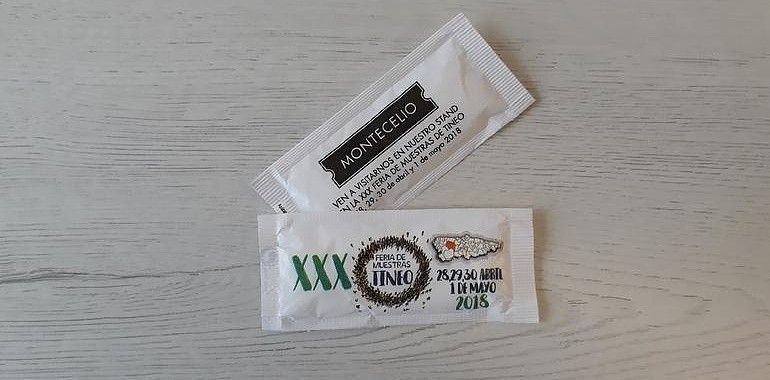 MONTECELIO
VEN A VISITARNOS EN NUESTRO STAND
EN LA XXX FERIA DE MUESTRAS DE TINEO
28, 29, 30 de abril y 1 de mayo 2018
XXX
FERIA DE
MUESTRAS
TINEO
28,29,30 ABRIL
1 DE MAYO
2018